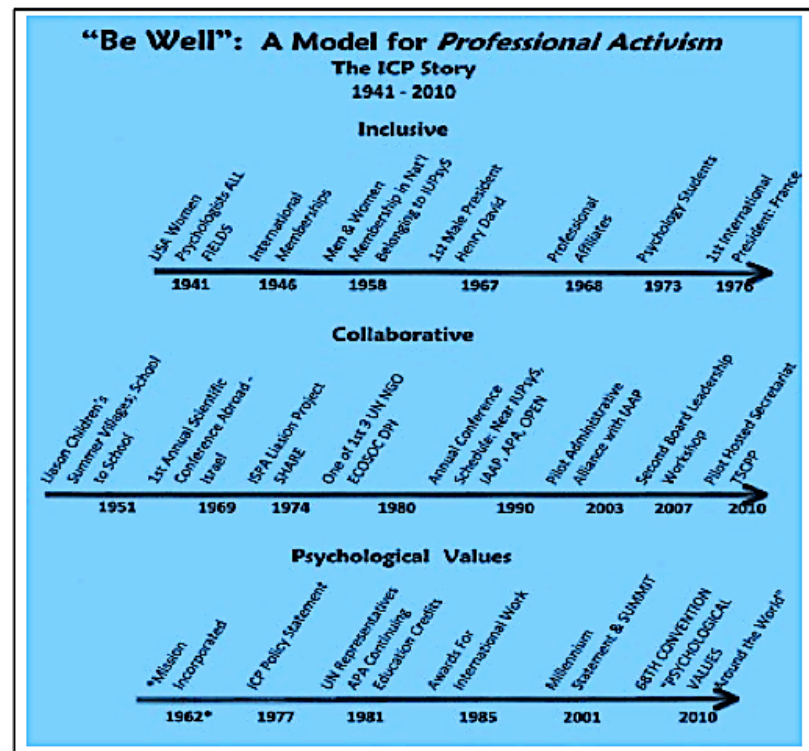 “Be Well”: A Model for Professional Activism
The ICP Story
1941 - 2010
Inclusive
USA Women
Psychologists ALL
FIELDS
International
Memberships
Men & Women
Membership in Nat'l
Belonging to IUPsyS
1st Male President
Henry David
Professional
Affiliates
Psychology Students
1st International
President: France
1941 1946 1958 1967 1968 1973 1976
Collaborative
Liason Children's
Summer Villages; School
to School
1st Annual Scientific
Conference Abroad -
Israel
ISPA Liasion Project
SHARE
One of 1st 3 UN NGO
ECOSOC DPI
Annual Conference
Schedule: Near IUPsyS,
IAAP, APA, OPEN
Pilot Administrative
Alliance with IAAP
Second Board Leadership
Workshop
Pilot Hosted Secretariat
TSCPP
1951 1969 1974 1980 1990 2003 2007 2010
Psychological Values
*Mission
Incorporated
ICP Policy Statement
UN Representatives
APA Continuing
Education Credits
Awards For
International Work
Millennium
Statement & SUMMIT
68TH CONVENTION
"PSYCHOLOGICAL
VALUES
Around the World"
1962* 1977 1981 1985 2001 2010